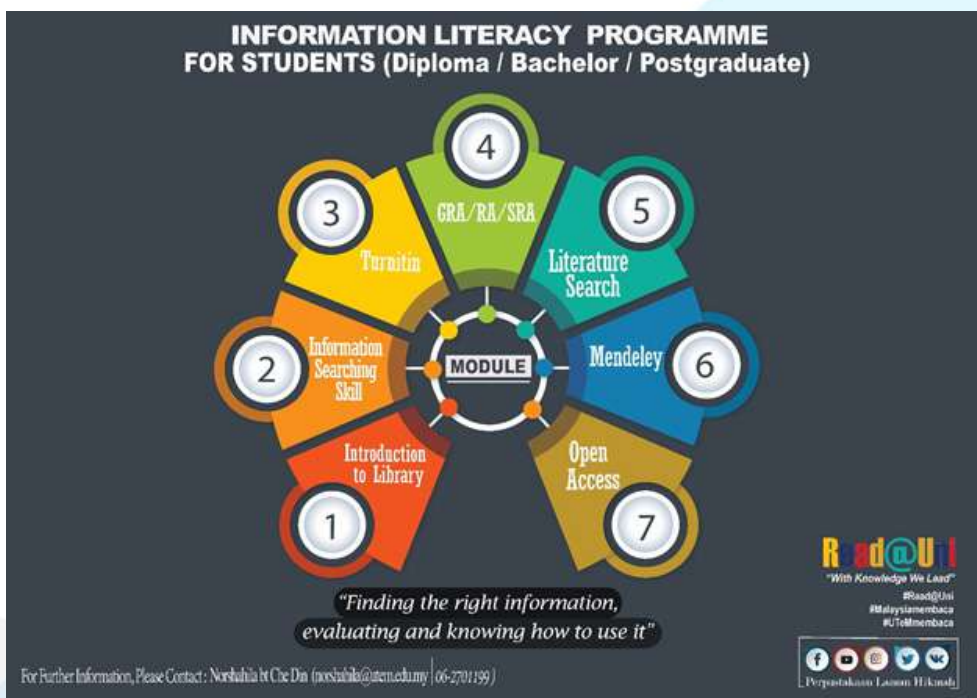 INFORMATION LITERACY PROGRAMME
FOR STUDENTS (Diploma / Bachelor / Postgraduate)
4
GRA/RA/SRA
3
Turnitin
5
Literature
Search
2
Information
Searching
Skill
MODULE
Mendeley
6
1
Introduction
to Library
Open
Access
7
"Finding the right information,
evaluating and knowing how to use it"
Read@Uni
"With Knowledge We Lead"
#Read@Uni
#Malaysiamembaca
#UTeMmembaca
Perpustakaan Laman Hikmah
For Further Information, Please Contact : Norshahila bt Che Din (norshahila@utem.edu.my | 06-2701199 )